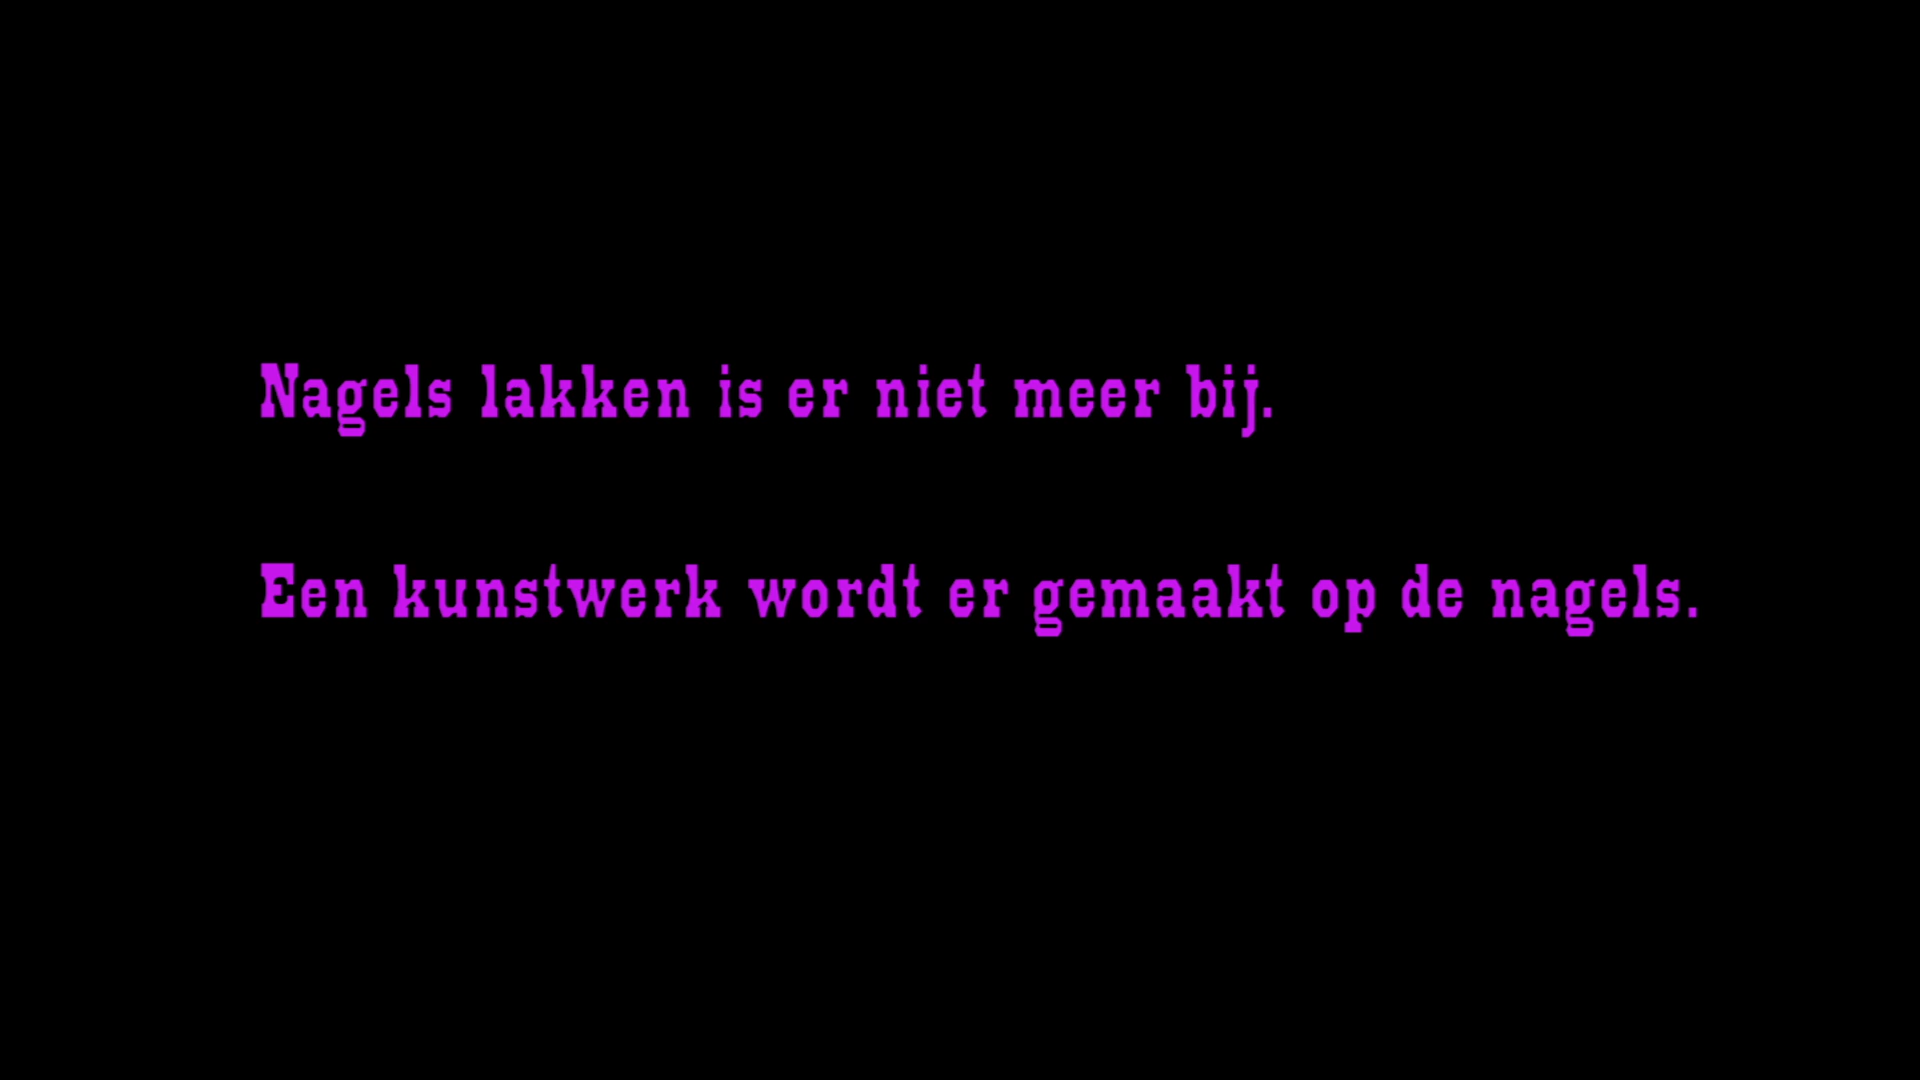 Nagels lakken is er niet meer bij.
Een kunstwerk wordt er gemaakt op de nagels.